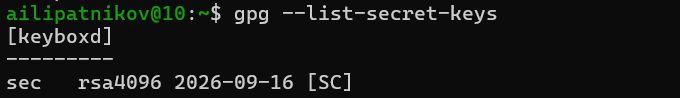 ailipatnikov@10:~$ gpg --list-secret-keys
[keyboxd]
---------
sec   rsa4096 2026-09-16 [SC]